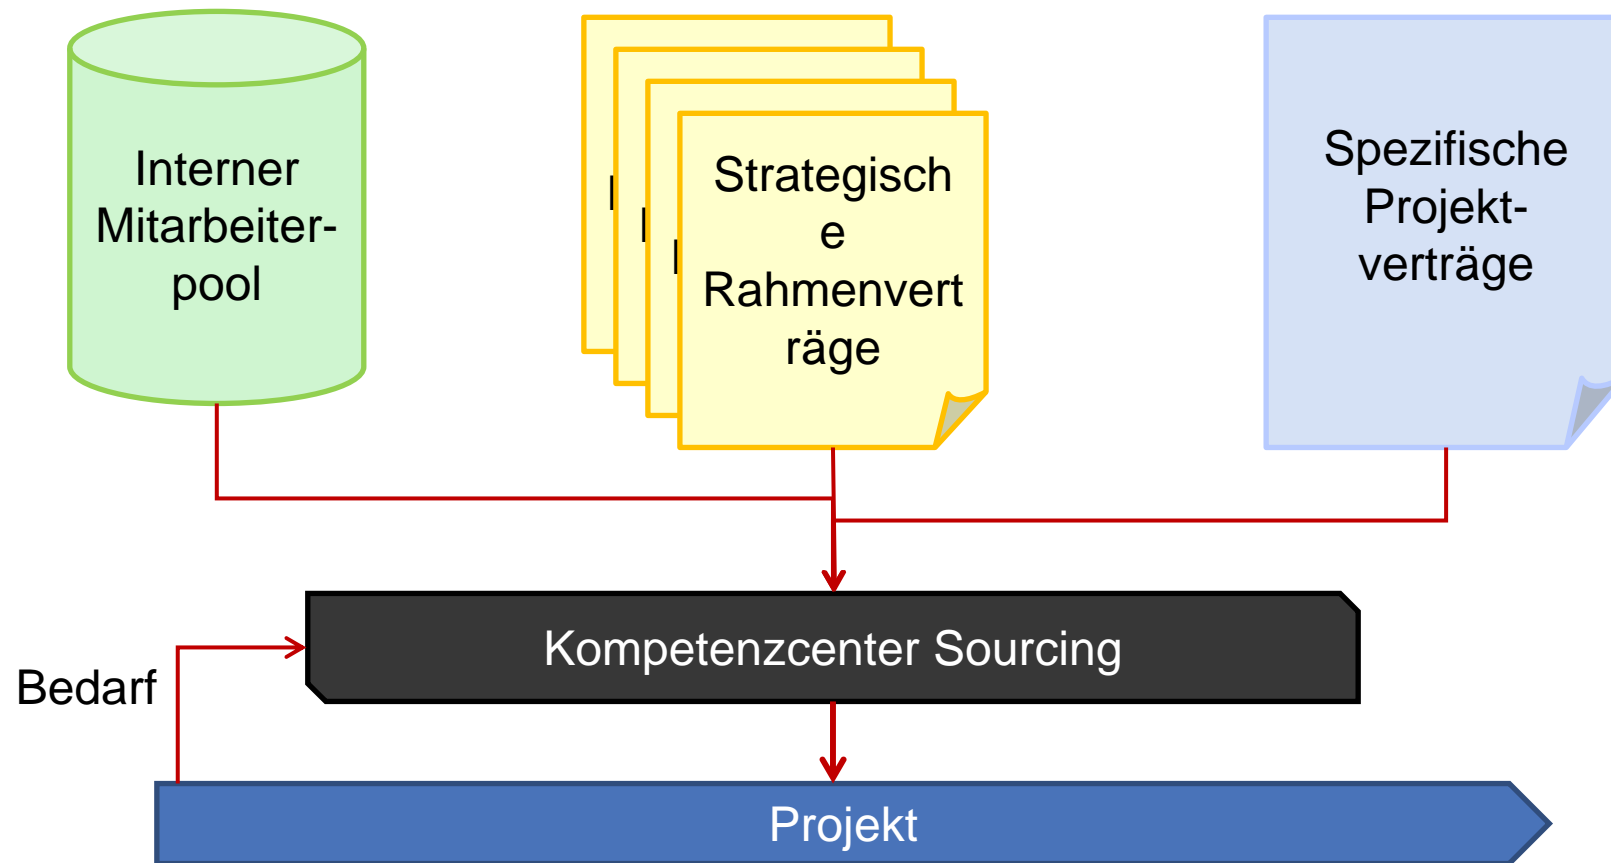 Interner
Mitarbeiter-
pool
Strategisch
e
Rahmenvert
räge
Spezifische
Projekt-
verträge
Kompetenzcenter Sourcing
Bedarf
Projekt